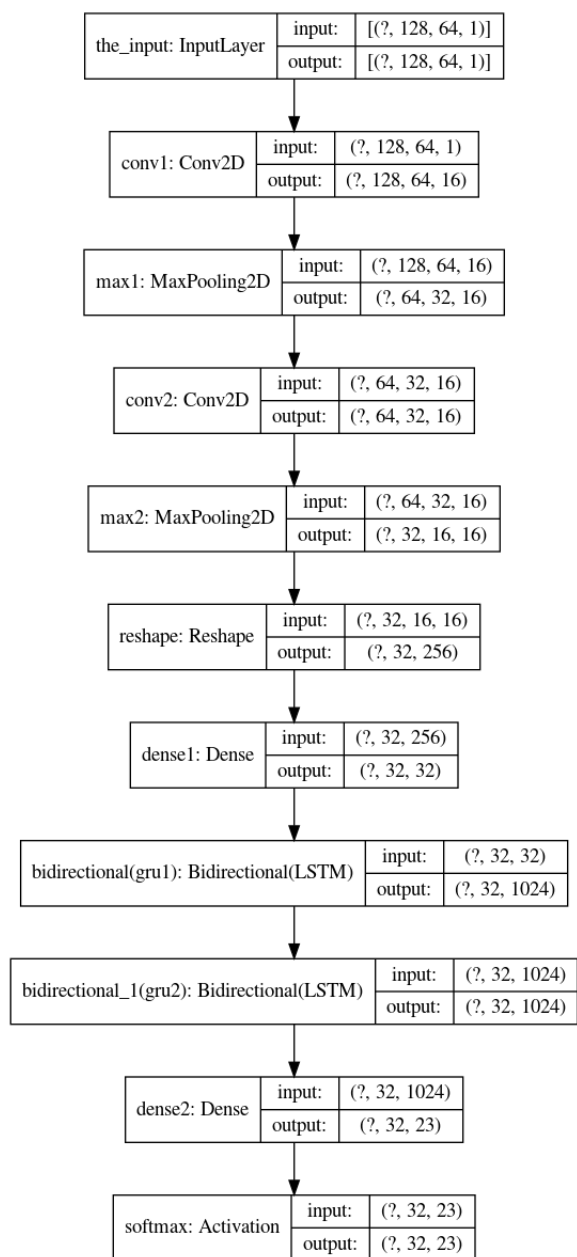 the_input: InputLayer
input: [(?, 128, 64, 1)]
output: [(?, 128, 64, 1)]
conv1: Conv2D
input: (?, 128, 64, 1)
output: (?, 128, 64, 16)
max1: MaxPooling2D
input: (?, 128, 64, 16)
output: (?, 64, 32, 16)
conv2: Conv2D
input: (?, 64, 32, 16)
output: (?, 64, 32, 16)
max2: MaxPooling2D
input: (?, 64, 32, 16)
output: (?, 32, 16, 16)
reshape: Reshape
input: (?, 32, 16, 16)
output: (?, 32, 256)
dense1: Dense
input: (?, 32, 256)
output: (?, 32, 32)
bidirectional(gru1): Bidirectional(LSTM)
input: (?, 32, 32)
output: (?, 32, 1024)
bidirectional_1(gru2): Bidirectional(LSTM)
input: (?, 32, 1024)
output: (?, 32, 1024)
dense2: Dense
input: (?, 32, 1024)
output: (?, 32, 23)
softmax: Activation
input: (?, 32, 23)
output: (?, 32, 23)